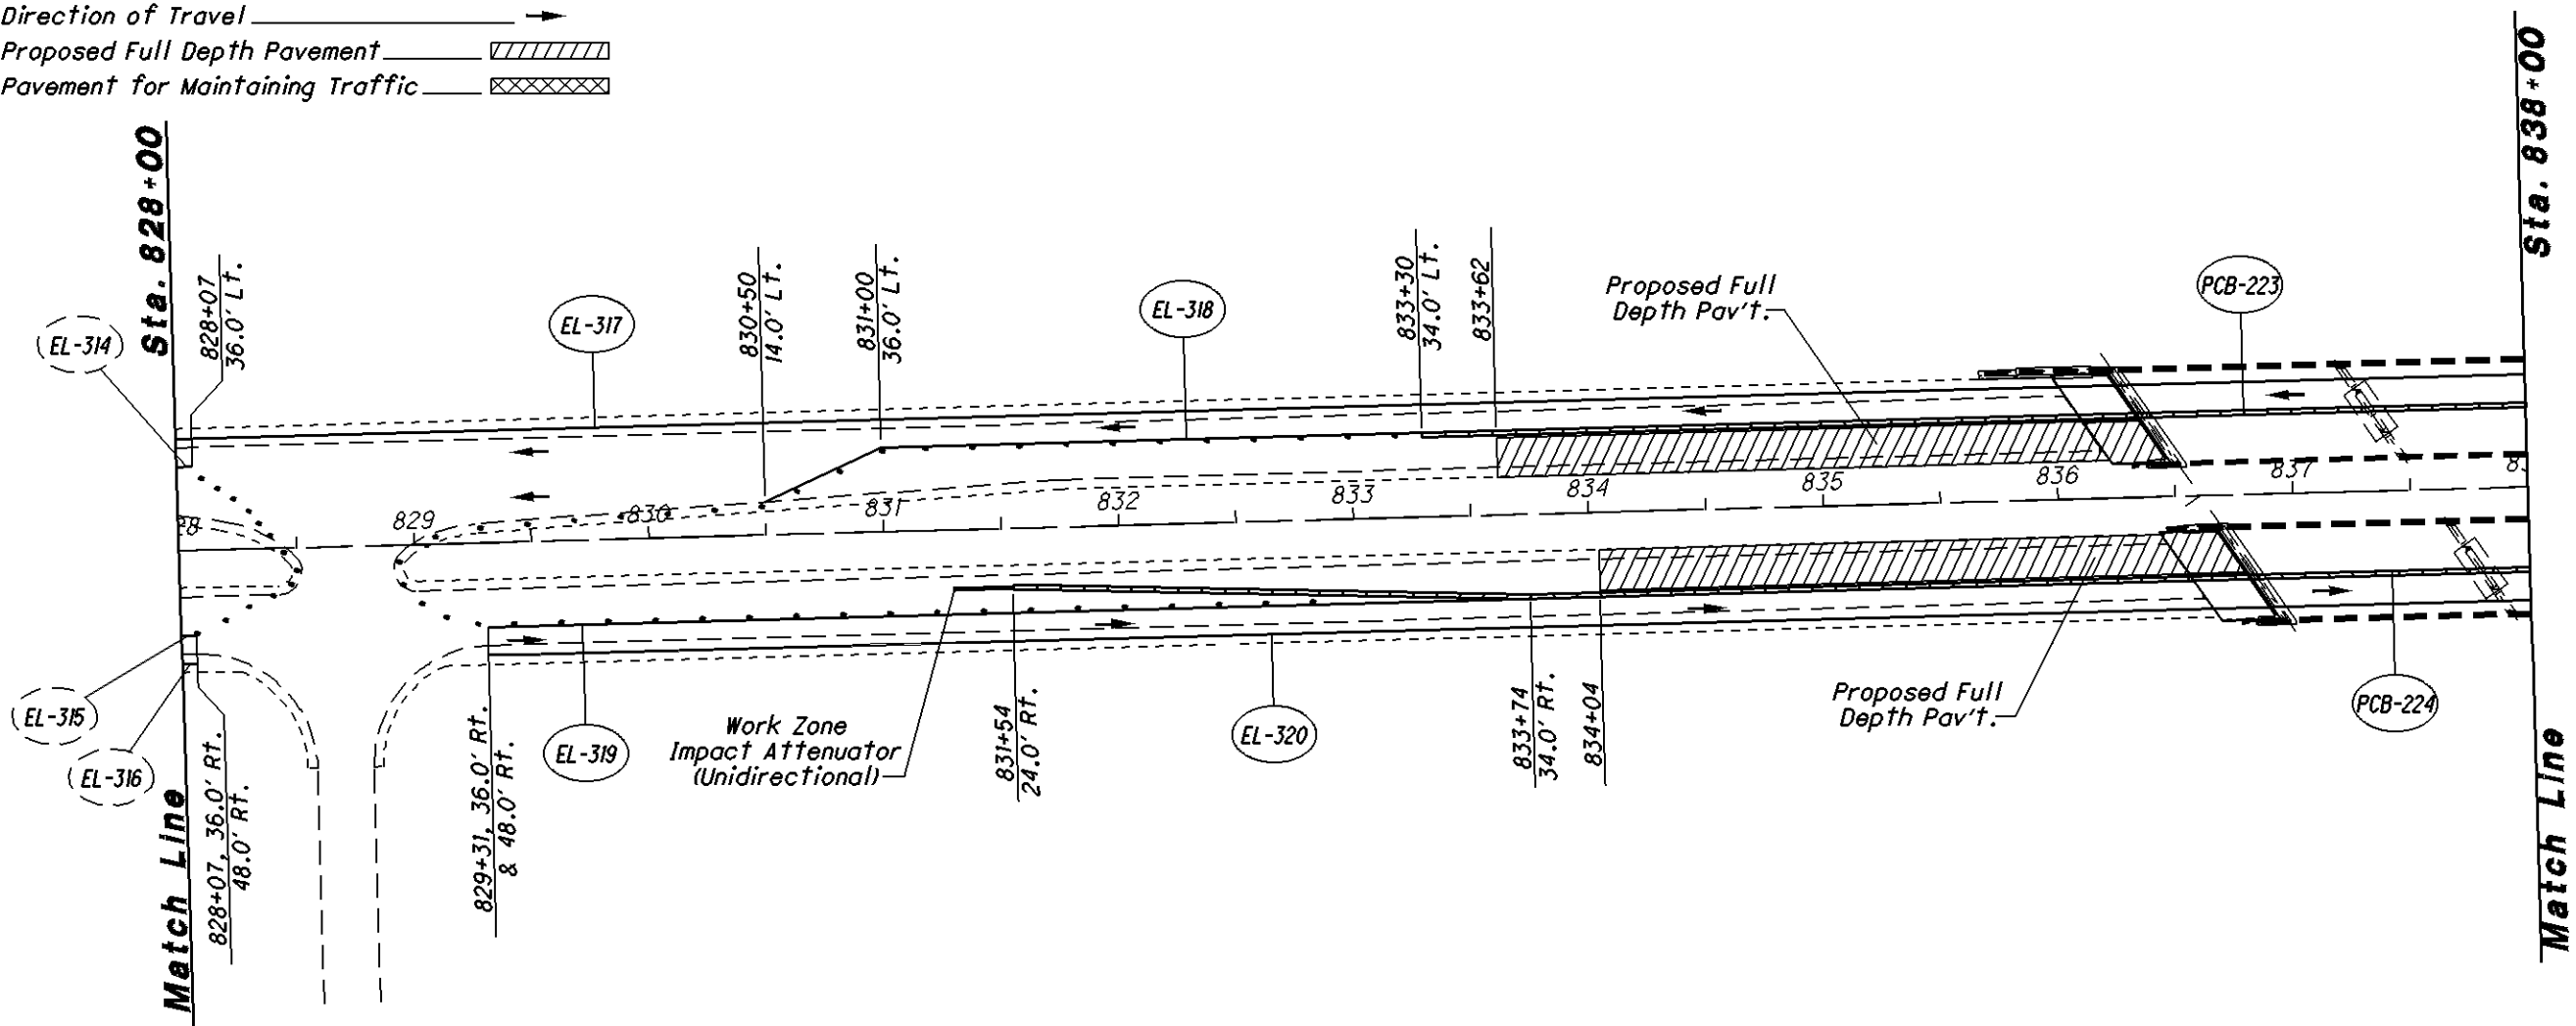 Direction of Travel
Proposed Full Depth Pavement
Pavement for Maintaining Traffic
Sta. 828+00
Sta. 838+00
828+07
36.0' Lt.
EL-314
EL-317
830+50
14.0' Lt.
831+00
36.0' Lt.
EL-318
833+30
34.0' Lt.
833+62
Proposed Full
Depth Pav't.
PCB-223
28
829
830
831
832
833
834
835
836
837
EL-315
EL-316
828+07, 36.0' Rt.
48.0' Rt.
Match Line
829+31, 36.0' Rt.
& 48.0' Rt.
EL-319
Work Zone
Impact Attenuator
(Unidirectional)
831+54
24.0' Rt.
EL-320
833+74
34.0' Rt.
834+04
Proposed Full
Depth Pav't.
PCB-224
Match Line